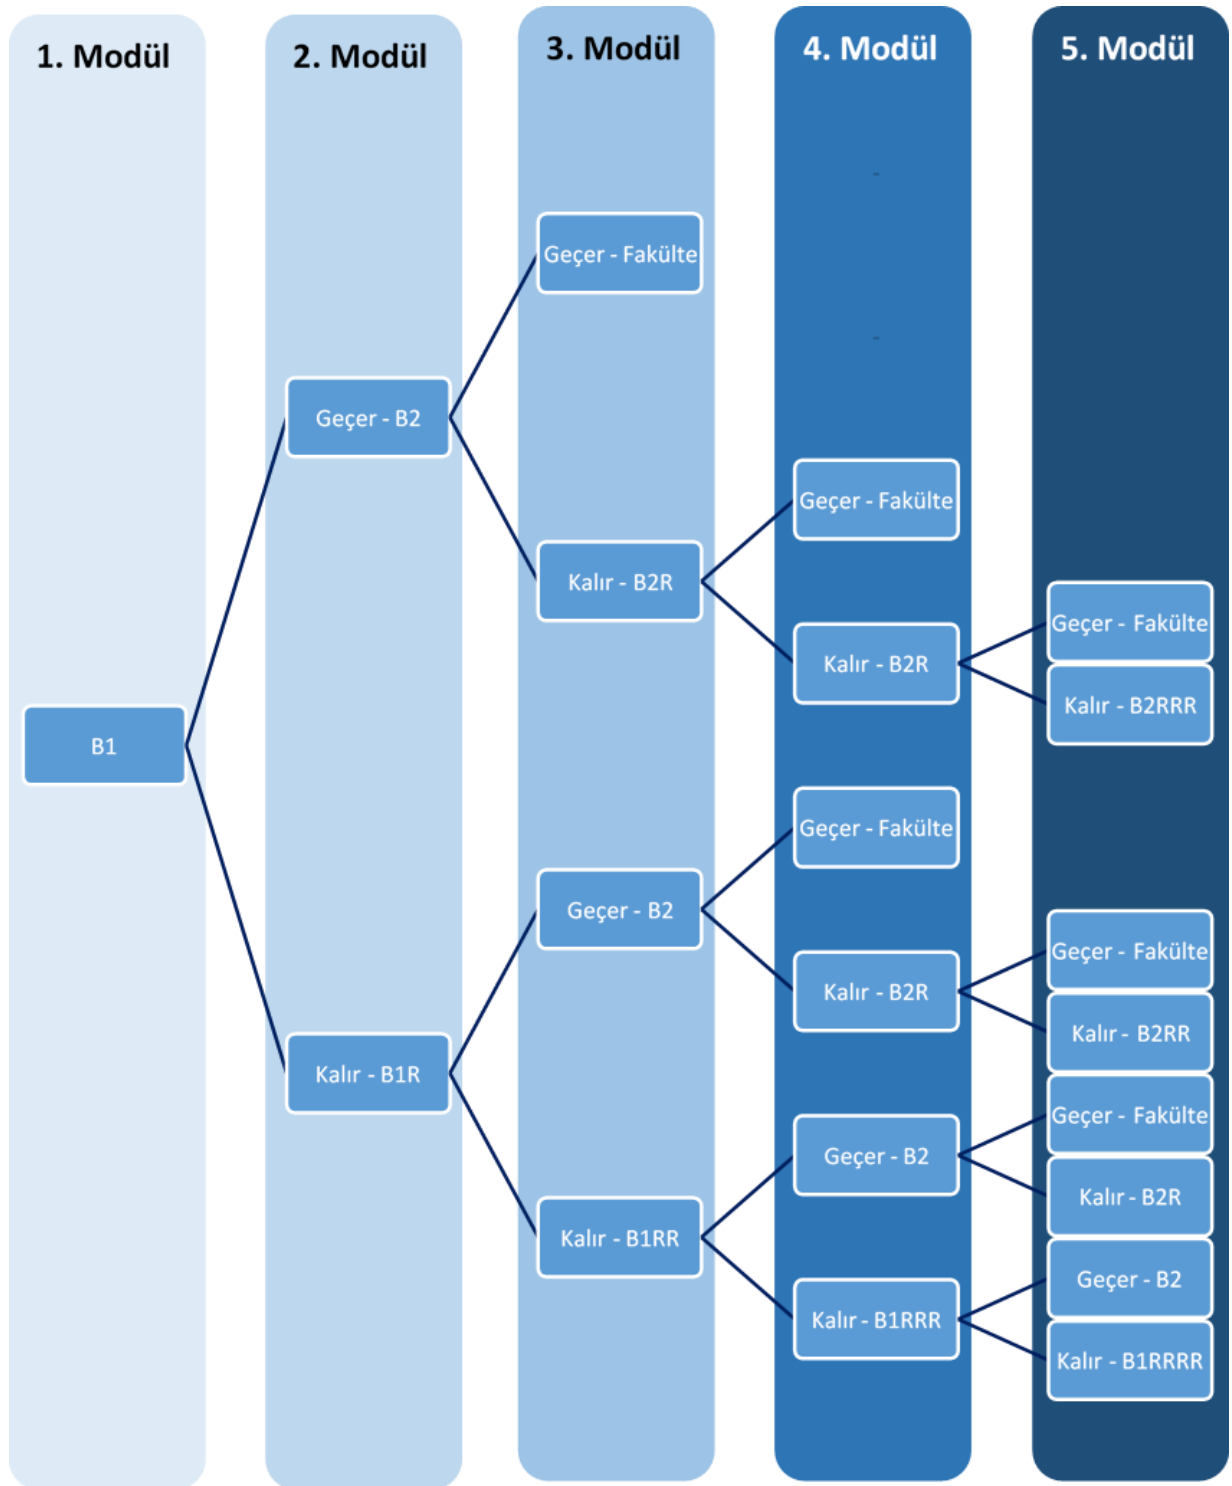 1. Modül
2. Modül
3. Modül
4. Modül
5. Modül
B1
Geçer - B2
Kalır - B1R
Geçer - Fakülte
Kalır - B2R
Geçer - B2
Kalır - B1RR
-
-
Geçer - Fakülte
Kalır - B2R
Geçer - Fakülte
Kalır - B2R
Geçer - B2
Kalır - B1RRR
Geçer - Fakülte
Kalır - B2RRR
Geçer - Fakülte
Kalır - B2RR
Geçer - Fakülte
Kalır - B2R
Geçer - B2
Kalır - B1RRRR